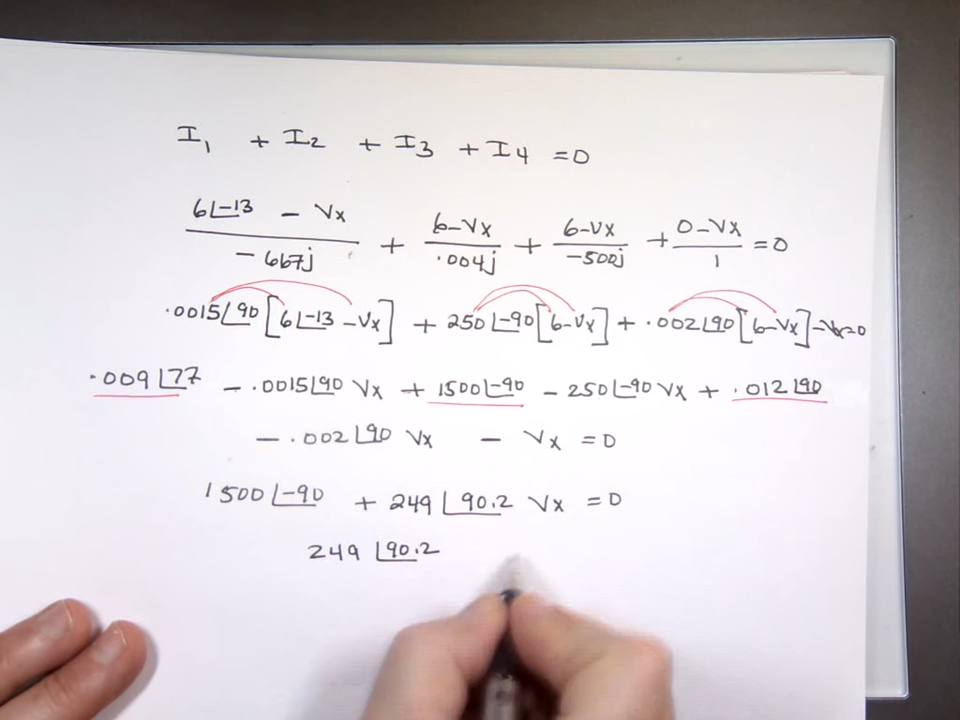 I₁ + I₂ + I₃ + I₄ = 0
6∠-13 - Vx / -667j + 6-Vx / .004j + 6-Vx / -500j + 0-Vx / 1 = 0
.0015∠90 [6∠-13 - Vx] + 250∠-90 [6-Vx] + .002∠90 [6-Vx] - Vx = 0
.009∠77 - .0015∠90 Vx + 1500∠-90 - 250∠-90 Vx + .012∠90
- .002∠90 Vx - Vx = 0
1500∠-90 + 249∠90.2 Vx = 0
249∠90.2